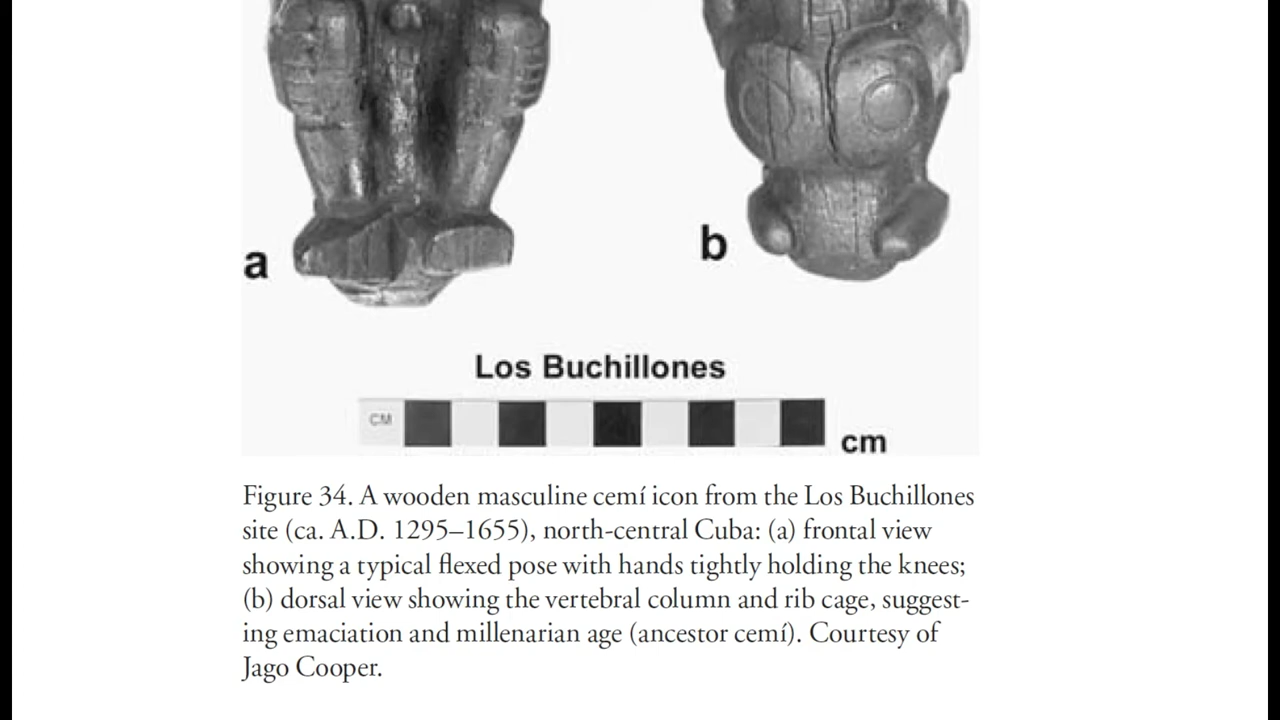 a
b
Los Buchillones
CM
cm
Figure 34. A wooden masculine cemí icon from the Los Buchillones
site (ca. A.D. 1295–1655), north-central Cuba: (a) frontal view
showing a typical flexed pose with hands tightly holding the knees;
(b) dorsal view showing the vertebral column and rib cage, suggest-
ing emaciation and millenarian age (ancestor cemí). Courtesy of
Jago Cooper.